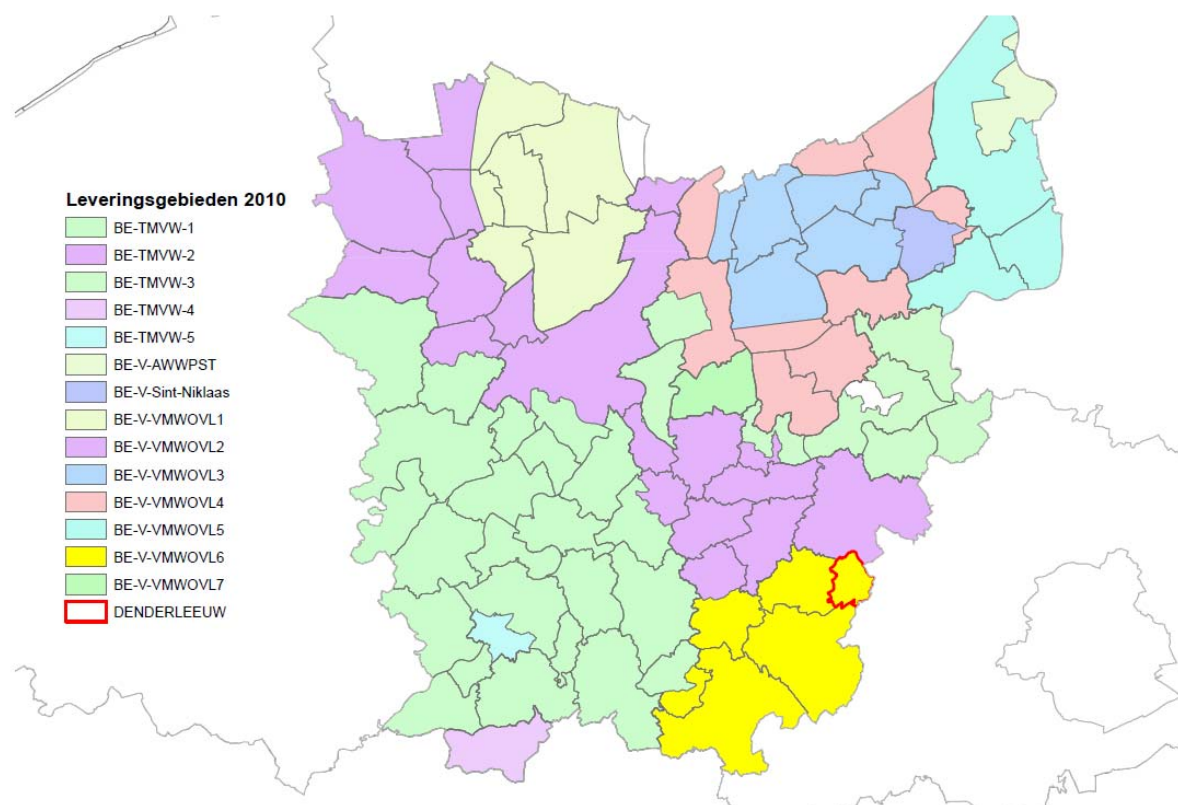 Leveringsgebieden 2010
BE-TMVW-1
BE-TMVW-2
BE-TMVW-3
BE-TMVW-4
BE-TMVW-5
BE-V-AWWPST
BE-V-Sint-Niklaas
BE-V-VMWOVL1
BE-V-VMWOVL2
BE-V-VMWOVL3
BE-V-VMWOVL4
BE-V-VMWOVL5
BE-V-VMWOVL6
BE-V-VMWOVL7
DENDERLEEUW